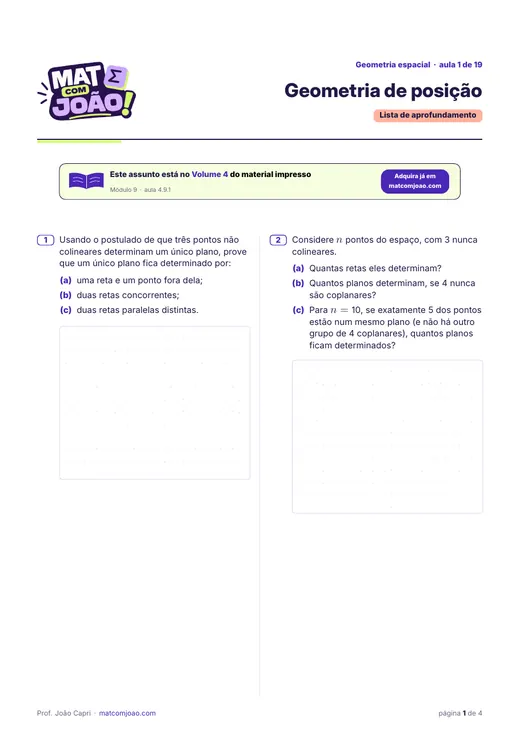 MAT
COM
JOÃO!
Geometria espacial · aula 1 de 19
Geometria de posição
Lista de aprofundamento
Este assunto está no Volume 4 do material impresso
Módulo 9 · aula 4.9.1
Adquira já em
matcomjoao.com
1 Usando o postulado de que três pontos não
colineares determinam um único plano, prove
que um único plano fica determinado por:
(a) uma reta e um ponto fora dela;
(b) duas retas concorrentes;
(c) duas retas paralelas distintas.
2 Considere n pontos do espaço, com 3 nunca
colineares.
(a) Quantas retas eles determinam?
(b) Quantos planos determinam, se 4 nunca
são coplanares?
(c) Para n = 10, se exatamente 5 dos pontos
estão num mesmo plano (e não há outro
grupo de 4 coplanares), quantos planos
ficam determinados?
Prof. João Capri · matcomjoao.com
página 1 de 4